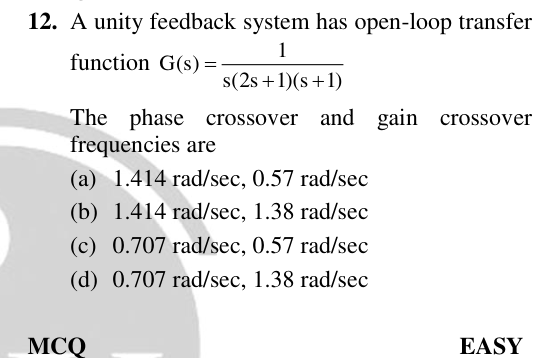 12. A unity feedback system has open-loop transfer
function G(s) = 1 / s(2s+1)(s+1)
The phase crossover and gain crossover
frequencies are
(a) 1.414 rad/sec, 0.57 rad/sec
(b) 1.414 rad/sec, 1.38 rad/sec
(c) 0.707 rad/sec, 0.57 rad/sec
(d) 0.707 rad/sec, 1.38 rad/sec
MCQ EASY